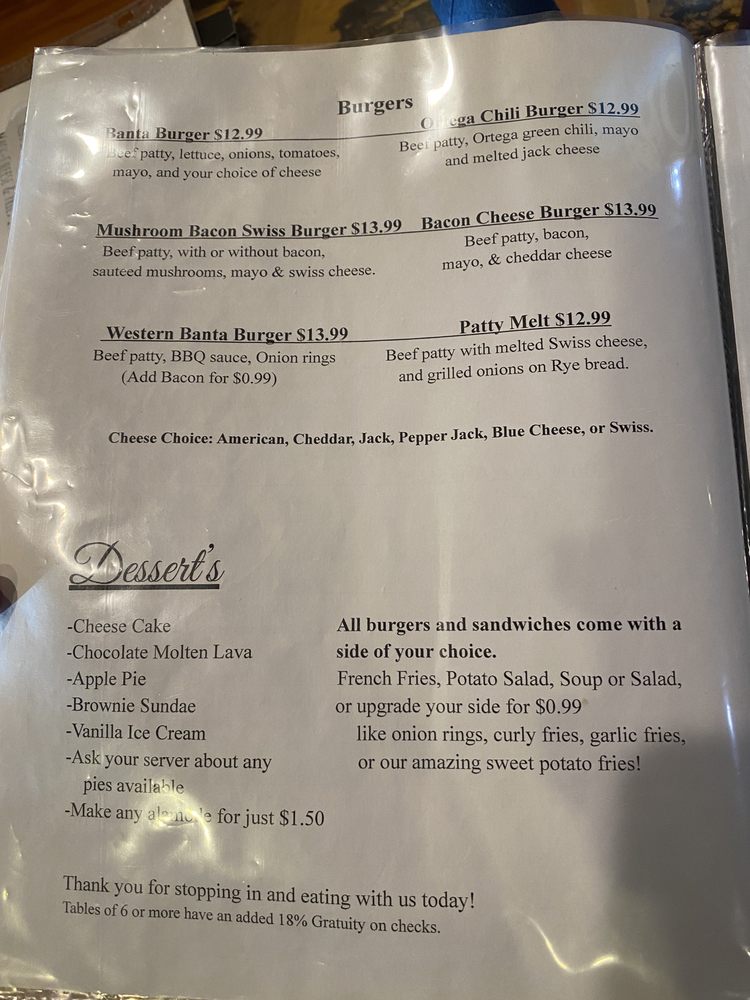 Burgers
Banta Burger $12.99
Beef patty, lettuce, onions, tomatoes,
mayo, and your choice of cheese
Ortega Chili Burger $12.99
Beef patty, Ortega green chili, mayo
and melted jack cheese
Mushroom Bacon Swiss Burger $13.99
Beef patty, with or without bacon,
sauteed mushrooms, mayo & swiss cheese.
Bacon Cheese Burger $13.99
Beef patty, bacon,
mayo, & cheddar cheese
Western Banta Burger $13.99
Beef patty, BBQ sauce, Onion rings
(Add Bacon for $0.99)
Patty Melt $12.99
Beef patty with melted Swiss cheese,
and grilled onions on Rye bread.
Cheese Choice: American, Cheddar, Jack, Pepper Jack, Blue Cheese, or Swiss.
Dessert's
-Cheese Cake
-Chocolate Molten Lava
-Apple Pie
-Brownie Sundae
-Vanilla Ice Cream
-Ask your server about any
pies available
-Make any alamode for just $1.50
All burgers and sandwiches come with a
side of your choice.
French Fries, Potato Salad, Soup or Salad,
or upgrade your side for $0.99
like onion rings, curly fries, garlic fries,
or our amazing sweet potato fries!
Thank you for stopping in and eating with us today!
Tables of 6 or more have an added 18% Gratuity on checks.